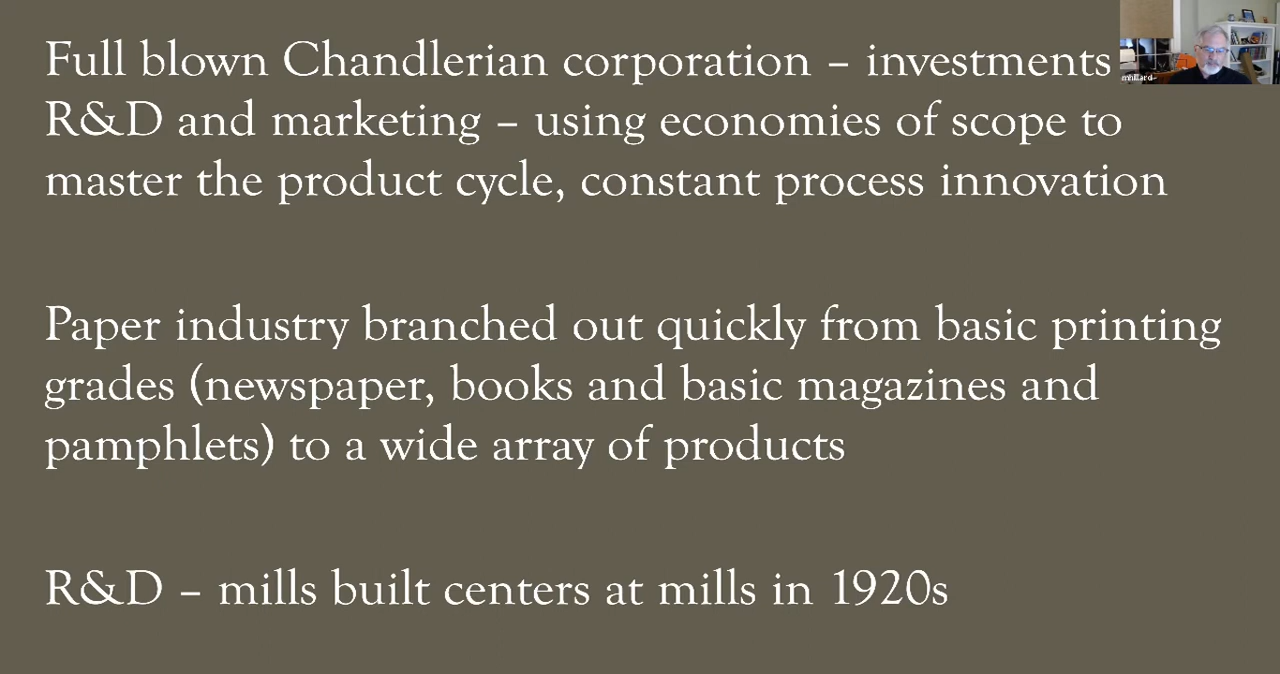 Full blown Chandlerian corporation – investments
R&D and marketing – using economies of scope to
master the product cycle, constant process innovation
Paper industry branched out quickly from basic printing
grades (newspaper, books and basic magazines and
pamphlets) to a wide array of products
R&D – mills built centers at mills in 1920s
mhillard